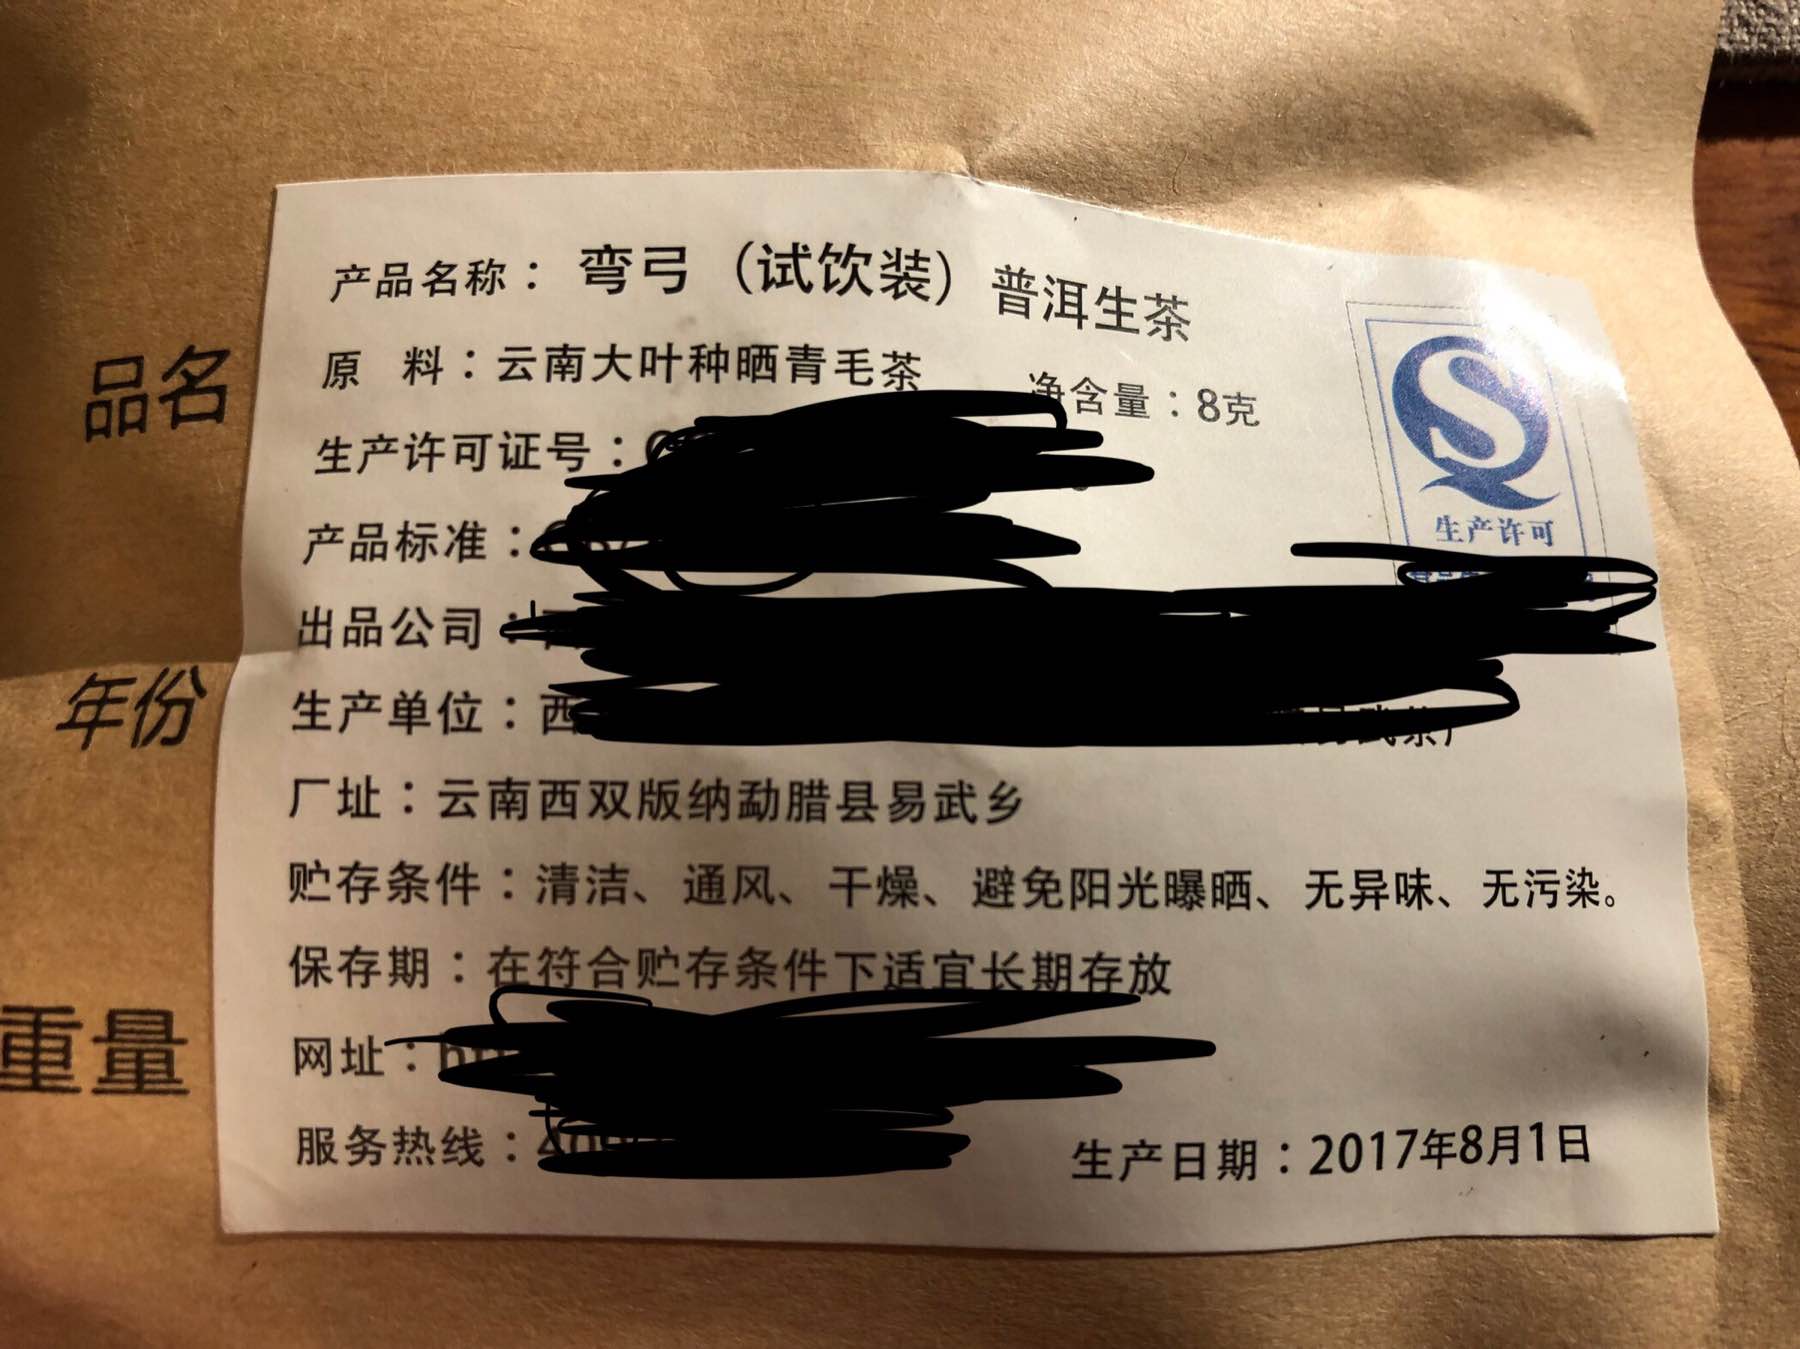 产品名称：弯弓（试饮装）普洱生茶
原 料：云南大叶种晒青毛茶
净含量：8克
生产许可证号：
产品标准：
出品公司：
生产单位：西
厂址：云南西双版纳勐腊县易武乡
贮存条件：清洁、通风、干燥、避免阳光曝晒、无异味、无污染。
保存期：在符合贮存条件下适宜长期存放
网址：
服务热线：
生产日期：2017年8月1日
生产许可
品名
年份
重量